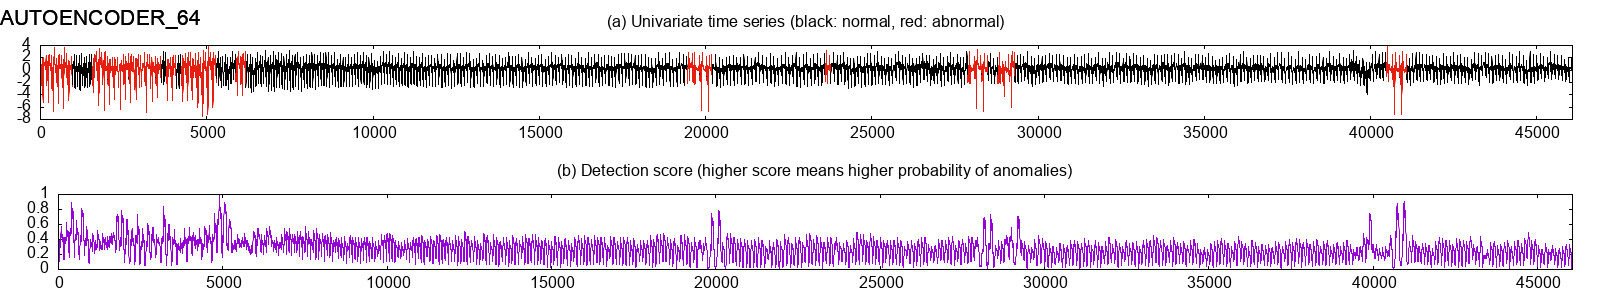 AUTOENCODER_64
(a) Univariate time series (black: normal, red: abnormal)
4
2
0
-2
-4
-6
-8
0 5000 10000 15000 20000 25000 30000 35000 40000 45000
(b) Detection score (higher score means higher probability of anomalies)
1
0.8
0.6
0.4
0.2
0
0 5000 10000 15000 20000 25000 30000 35000 40000 45000